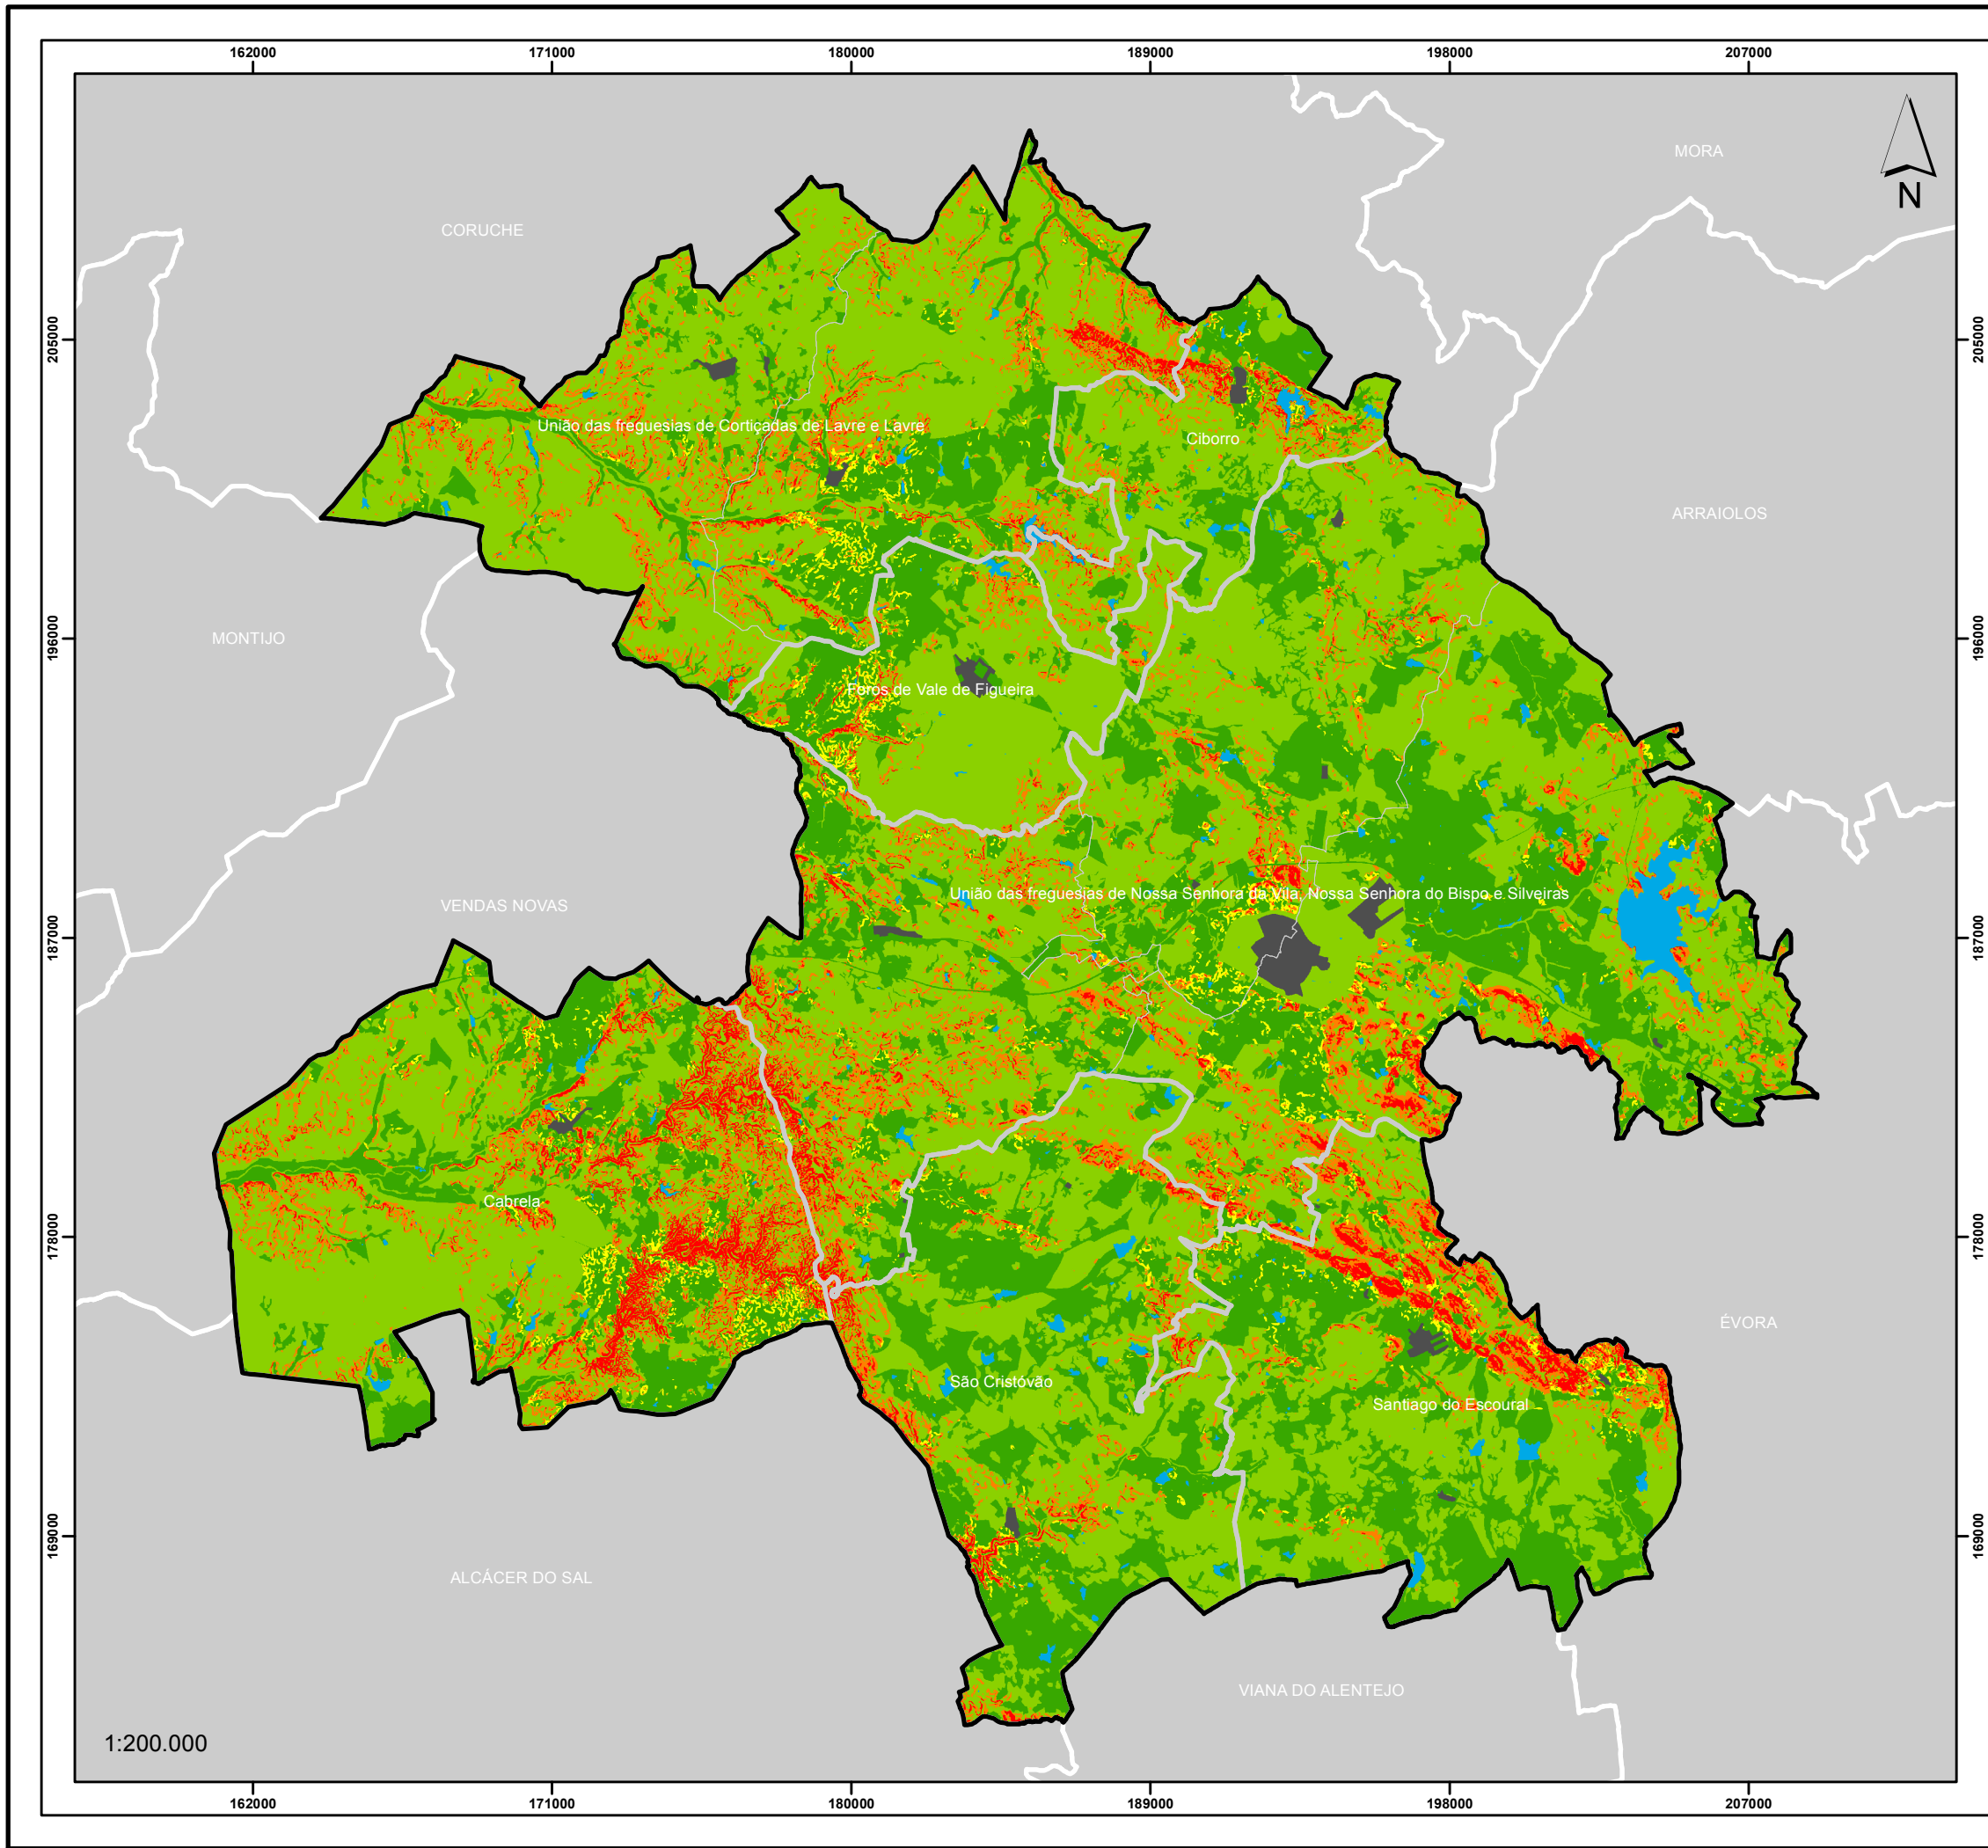 162000
171000
180000
189000
198000
207000
MORA
N
CORUCHE
205000
205000
União das freguesias de Cortiçadas de Lavre e Lavre
Ciborro
ARRAIOLOS
MONTIJO
196000
196000
Foros de Vale de Figueira
União das freguesias de Nossa Senhora da Vila, Nossa Senhora do Bispo e Silveiras
VENDAS NOVAS
187000
187000
Cabrela
178000
178000
ÉVORA
São Cristóvão
Santiago do Escoural
169000
169000
ALCÁCER DO SAL
VIANA DO ALENTEJO
1:200.000
162000
171000
180000
189000
198000
207000